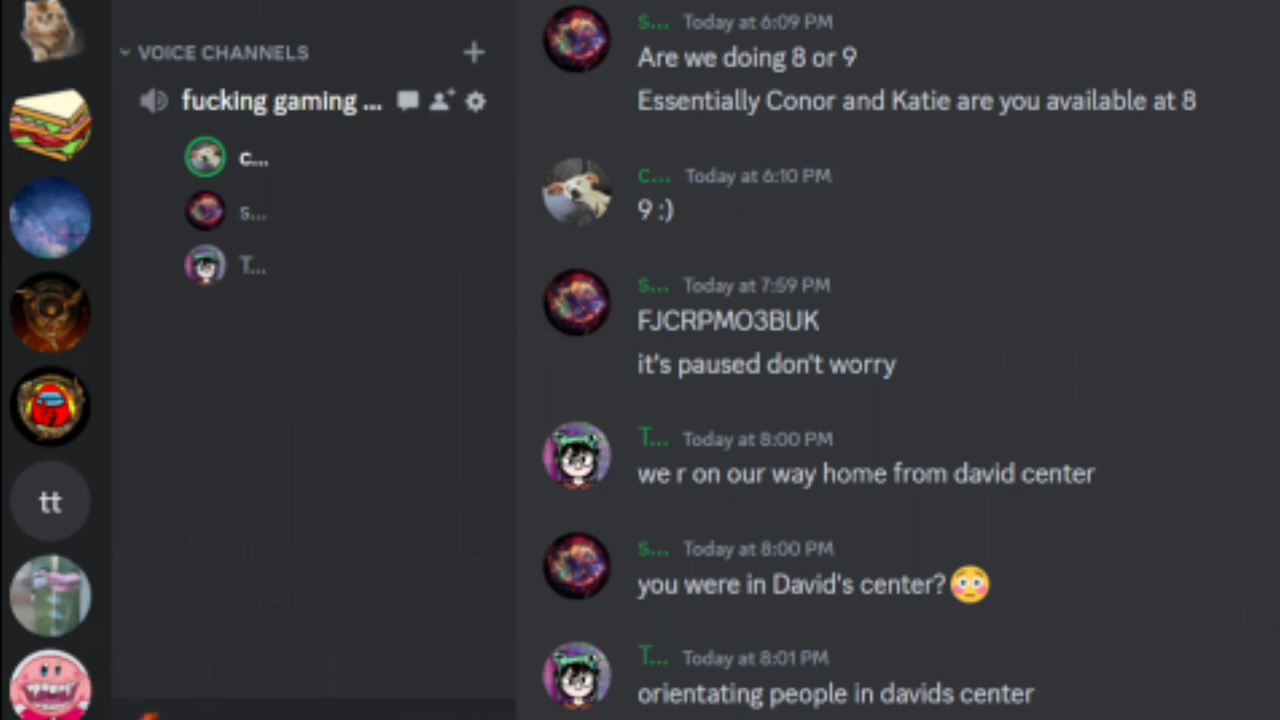 VOICE CHANNELS
fucking gaming ...
c...
s...
T...
tt
S... Today at 6:09 PM
Are we doing 8 or 9
Essentially Conor and Katie are you available at 8
C... Today at 6:10 PM
9 :)
S... Today at 7:59 PM
FJCRPMO3BUK
it's paused don't worry
T... Today at 8:00 PM
we r on our way home from david center
S... Today at 8:00 PM
you were in David's center? 😳
T... Today at 8:01 PM
orientating people in davids center